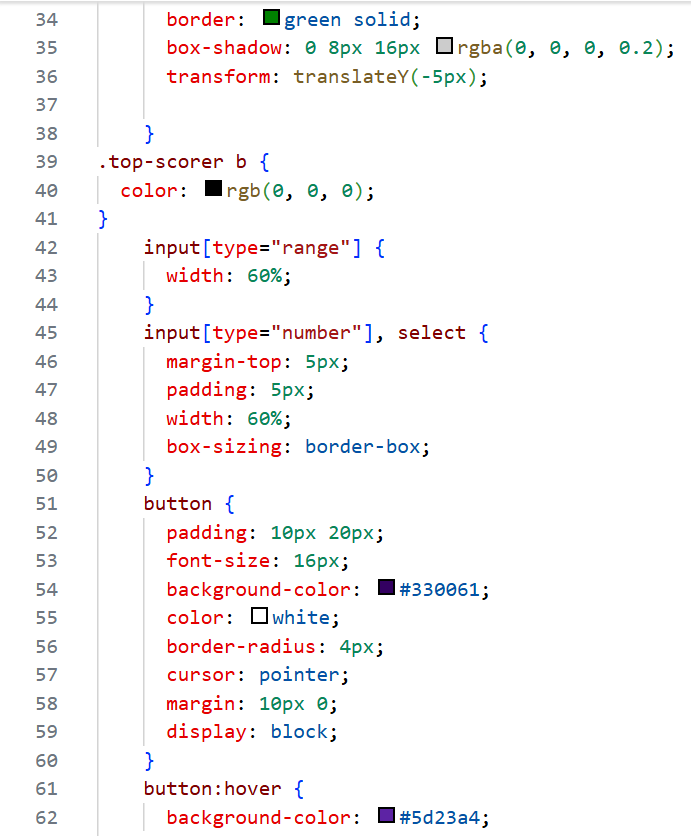 34 border: green solid;
35 box-shadow: 0 8px 16px rgba(0, 0, 0, 0.2);
36 transform: translateY(-5px);
37
38 }
39 .top-scorer b {
40 color: rgb(0, 0, 0);
41 }
42 input[type="range"] {
43 width: 60%;
44 }
45 input[type="number"], select {
46 margin-top: 5px;
47 padding: 5px;
48 width: 60%;
49 box-sizing: border-box;
50 }
51 button {
52 padding: 10px 20px;
53 font-size: 16px;
54 background-color: #330061;
55 color: white;
56 border-radius: 4px;
57 cursor: pointer;
58 margin: 10px 0;
59 display: block;
60 }
61 button:hover {
62 background-color: #5d23a4;